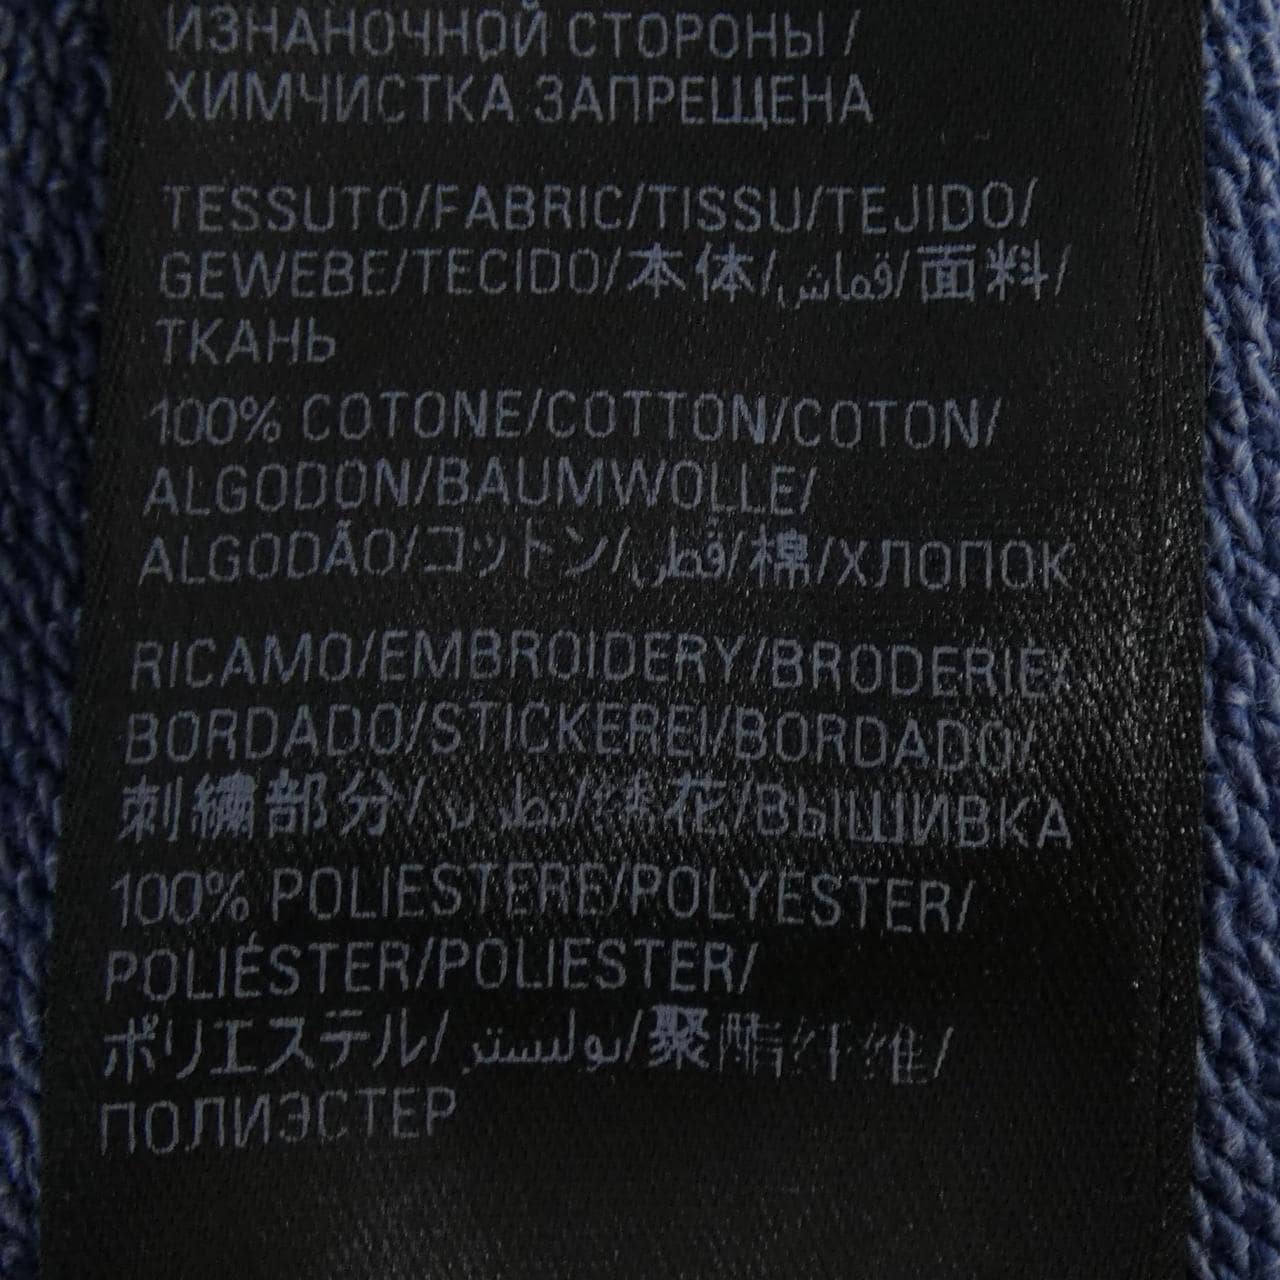 ИЗНАНОЧНОЙ СТОРОНЫ /
ХИМЧИСТКА ЗАПРЕЩЕНА
TESSUTO/FABRIC/TISSU/TEJIDO/
GEWEBE/TECIDO/本体/قماش/面料/
ТКАНЬ
100% COTONE/COTTON/COTON/
ALGODON/BAUMWOLLE/
ALGODÃO/コットン/قطن/棉/ХЛОПОК
RICAMO/EMBROIDERY/BRODERIE/
BORDADO/STICKEREI/BORDADO/
刺繍部分/تطريز/绣花/ВЫШИВКА
100% POLIESTERE/POLYESTER/
POLIÉSTER/POLIESTER/
ポリエステル/بوليستر/聚酯纤维/
ПОЛИЭСТЕР